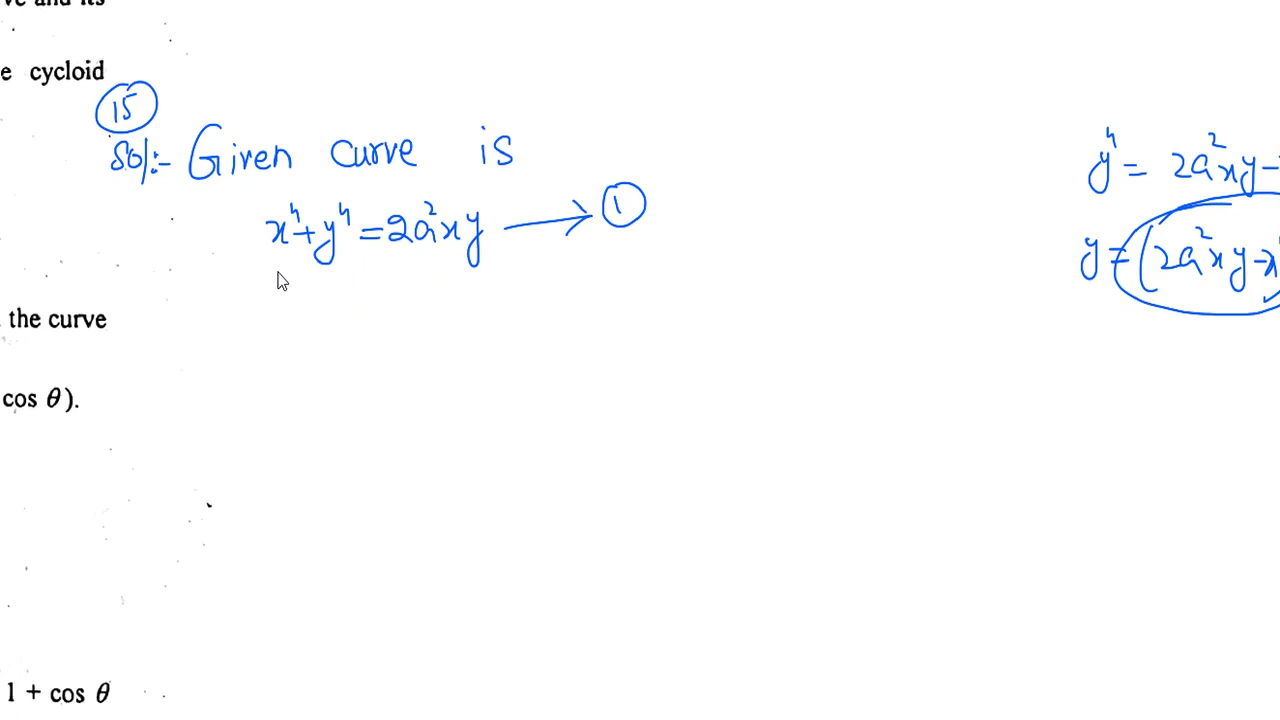 e cycloid
15
Sol:- Given curve is
x⁴+y⁴=2a²xy → 1
y⁴= 2a²xy-
y=(2a²xy-x
the curve
cos θ).
1 + cos θ